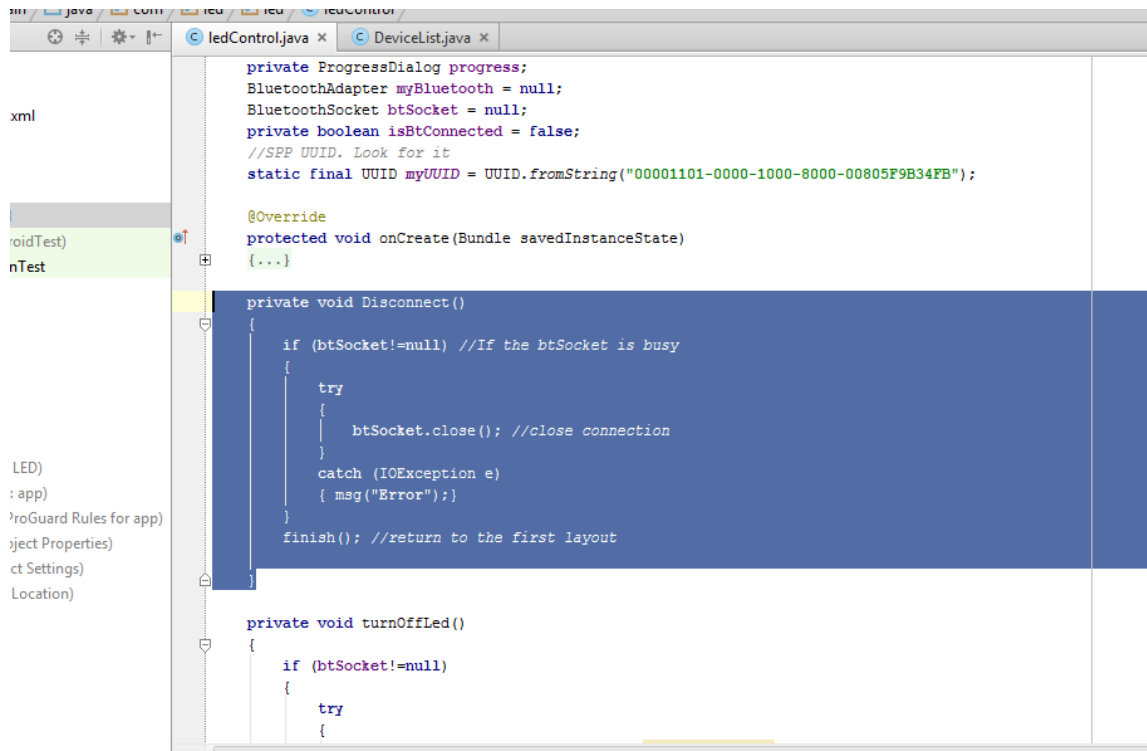 java com led led ledControl
ledControl.java × DeviceList.java ×
private ProgressDialog progress;
BluetoothAdapter myBluetooth = null;
xml
BluetoothSocket btSocket = null;
private boolean isBtConnected = false;
//SPP UUID. Look for it
static final UUID myUUID = UUID.fromString("00001101-0000-1000-8000-00805F9B34FB");
@Override
roidTest)
protected void onCreate(Bundle savedInstanceState)
nTest
{...}
private void Disconnect()
{
if (btSocket!=null) //If the btSocket is busy
{
try
{
btSocket.close(); //close connection
}
LED)
catch (IOException e)
: app)
{ msg("Error");}
ProGuard Rules for app)
}
oject Properties)
finish(); //return to the first layout
ct Settings)
}
Location)
private void turnOffLed()
{
if (btSocket!=null)
{
try
{